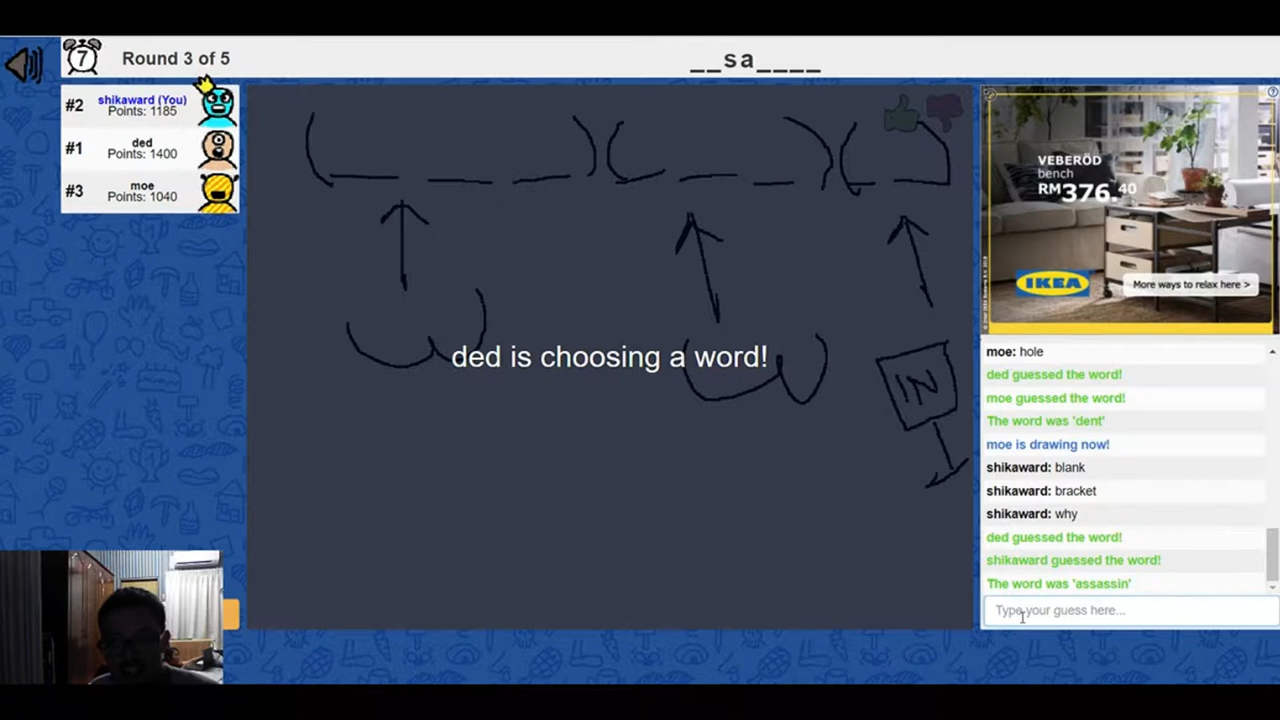 7
Round 3 of 5
__sa____
#2
shikaward (You)
Points: 1185
#1
ded
Points: 1400
#3
moe
Points: 1040
IN
ded is choosing a word!
VEBERÖD
bench
RM376.40
IKEA
More ways to relax here >
moe: hole
ded guessed the word!
moe guessed the word!
The word was 'dent'
moe is drawing now!
shikaward: blank
shikaward: bracket
shikaward: why
ded guessed the word!
shikaward guessed the word!
The word was 'assassin'
Type your guess here...